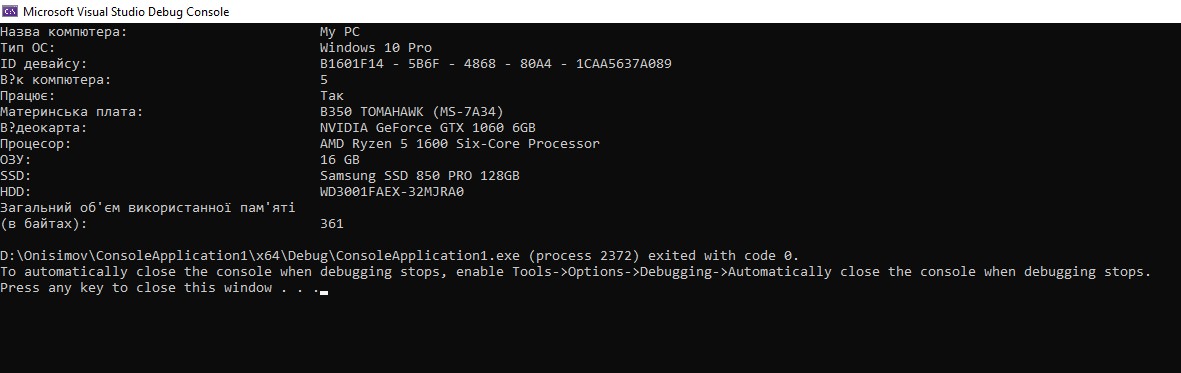 Microsoft Visual Studio Debug Console
Назва компютера: My PC
Тип ОС: Windows 10 Pro
ID девайсу: B1601F14 - 5B6F - 4868 - 80A4 - 1CAA5637A089
В?к компютера: 5
Працює: Так
Материнська плата: B350 TOMAHAWK (MS-7A34)
В?деокарта: NVIDIA GeForce GTX 1060 6GB
Процесор: AMD Ryzen 5 1600 Six-Core Processor
ОЗУ: 16 GB
SSD: Samsung SSD 850 PRO 128GB
HDD: WD3001FAEX-32MJRA0
Загальний об'єм використанної пам'яті
(в байтах): 361
D:\Onisimov\ConsoleApplication1\x64\Debug\ConsoleApplication1.exe (process 2372) exited with code 0.
To automatically close the console when debugging stops, enable Tools->Options->Debugging->Automatically close the console when debugging stops.
Press any key to close this window . . .